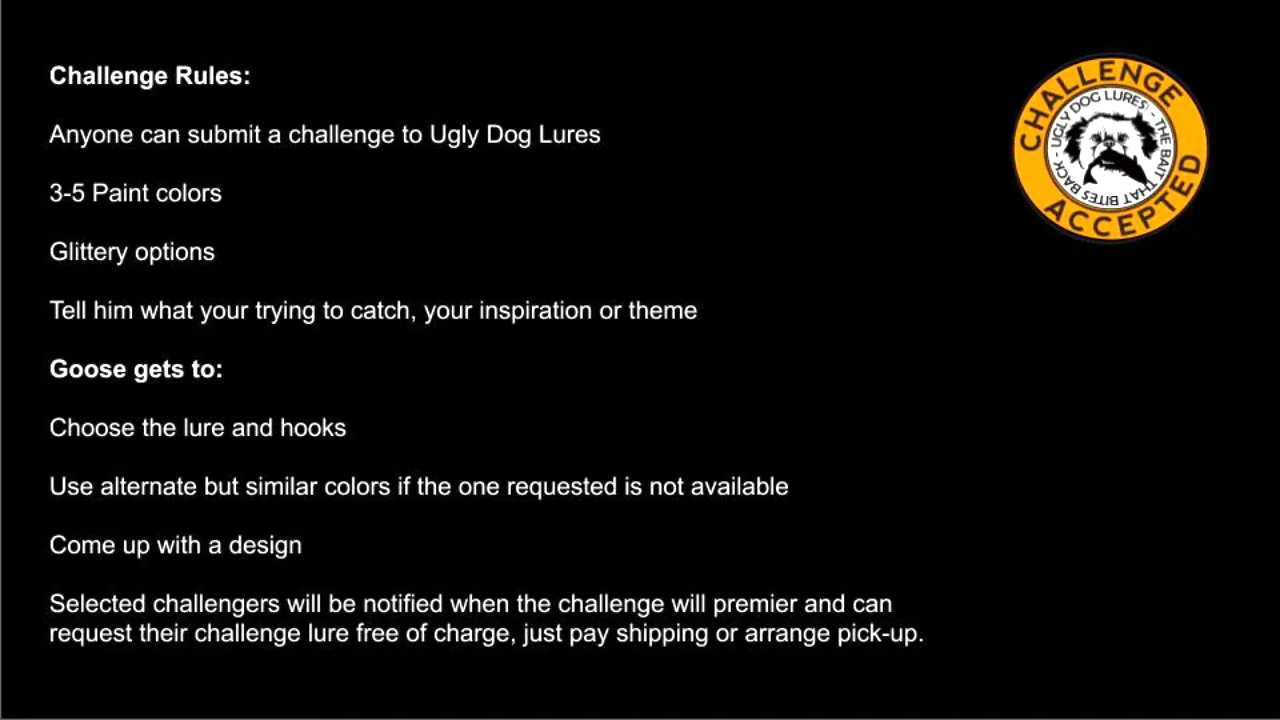 Challenge Rules:
Anyone can submit a challenge to Ugly Dog Lures
3-5 Paint colors
Glittery options
Tell him what your trying to catch, your inspiration or theme
Goose gets to:
Choose the lure and hooks
Use alternate but similar colors if the one requested is not available
Come up with a design
Selected challengers will be notified when the challenge will premier and can
request their challenge lure free of charge, just pay shipping or arrange pick-up.
CHALLENGE
UGLY DOG LURES - THE BAIT THAT BITES BACK -
ACCEPTED